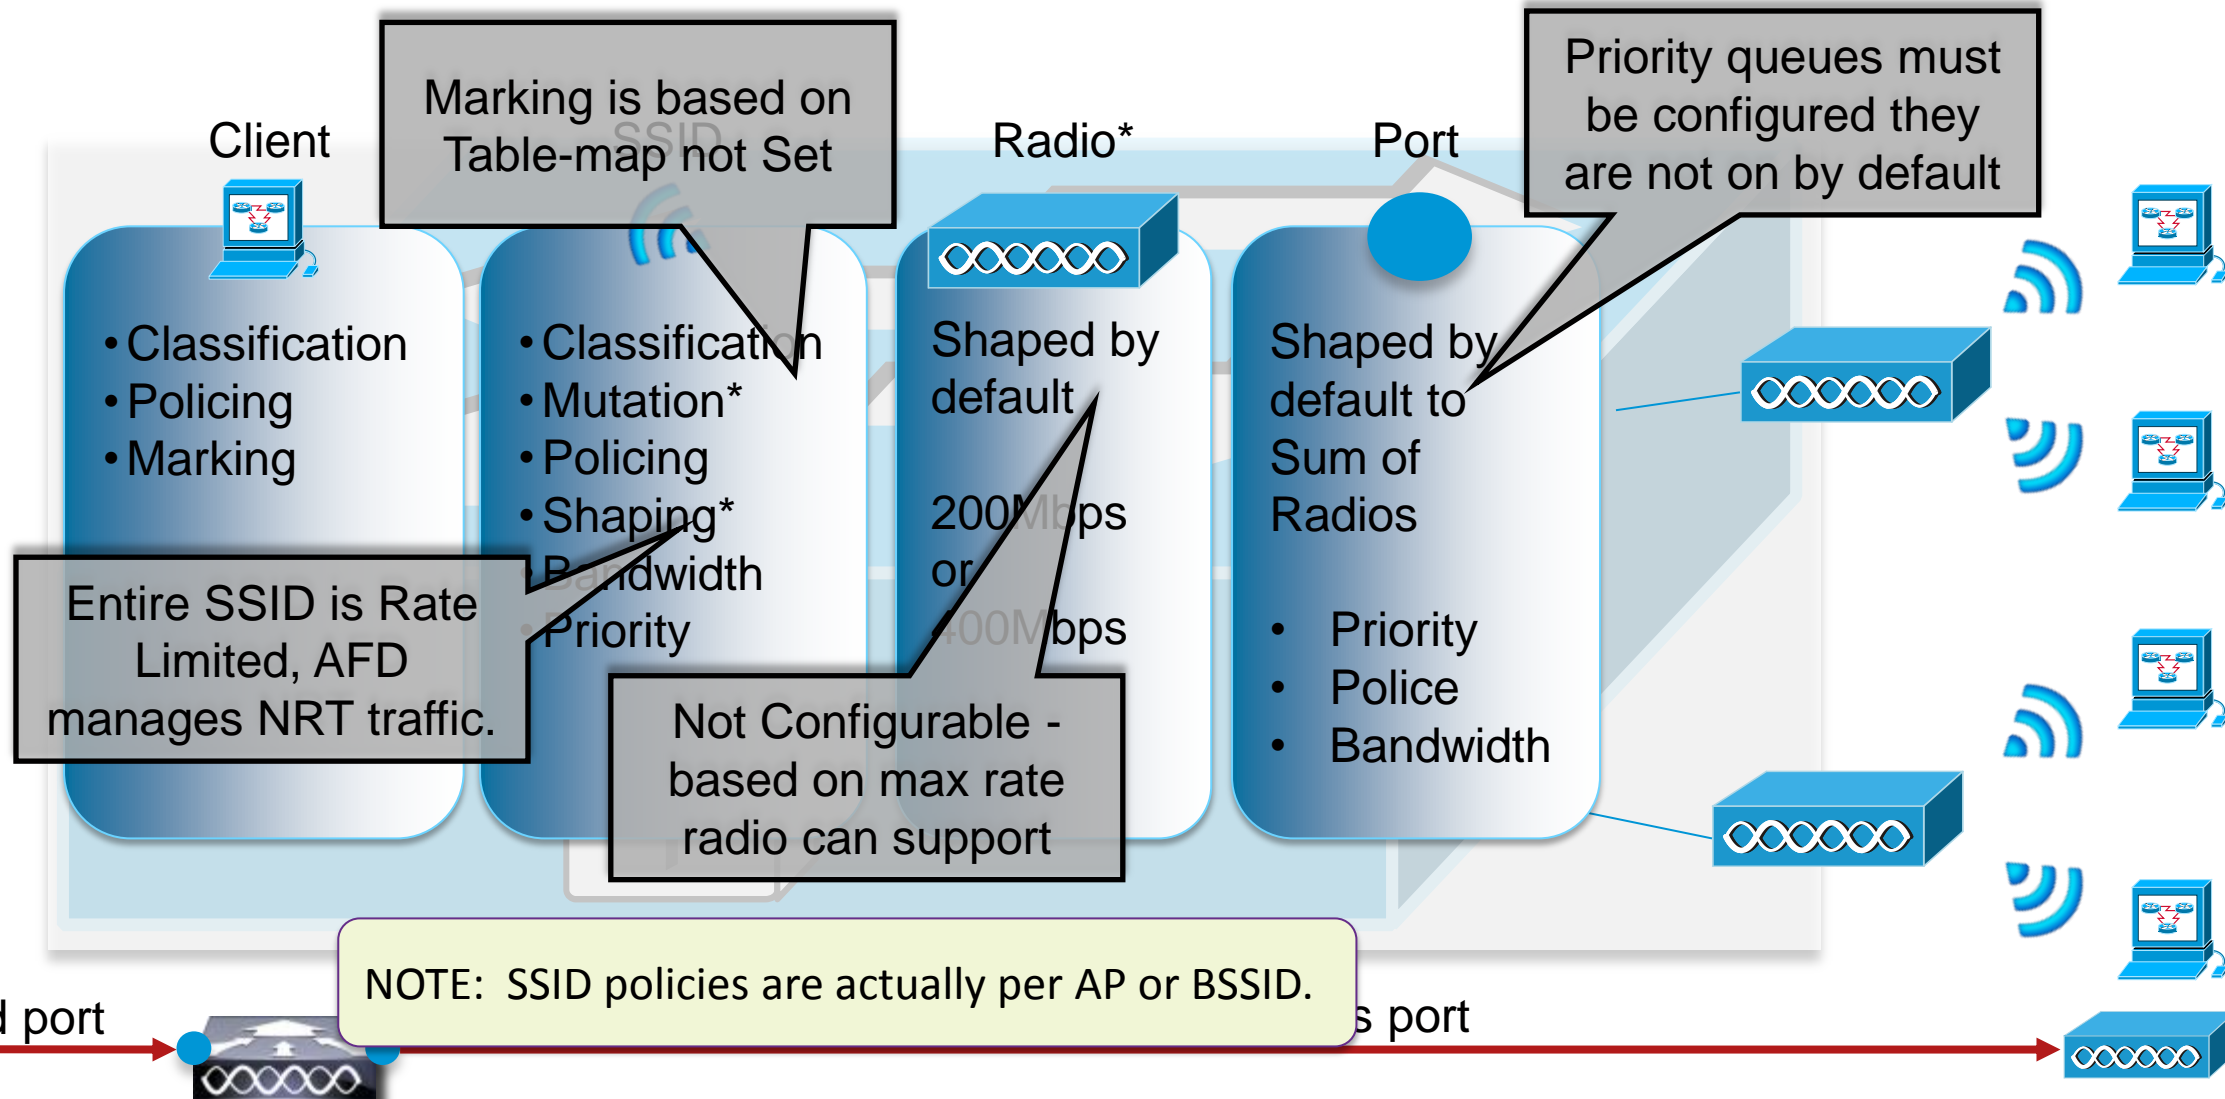 Marking is based on
Table-map not Set
Priority queues must
be configured they
are not on by default
Client
SSID
Radio*
Port
• Classification
• Policing
• Marking
• Classification
• Mutation*
• Policing
• Shaping*
• Bandwidth
• Priority
Shaped by
default
200Mbps
or
400Mbps
Shaped by
default to
Sum of
Radios
• Priority
• Police
• Bandwidth
Entire SSID is Rate
Limited, AFD
manages NRT traffic.
Not Configurable -
based on max rate
radio can support
NOTE: SSID policies are actually per AP or BSSID.
port
port